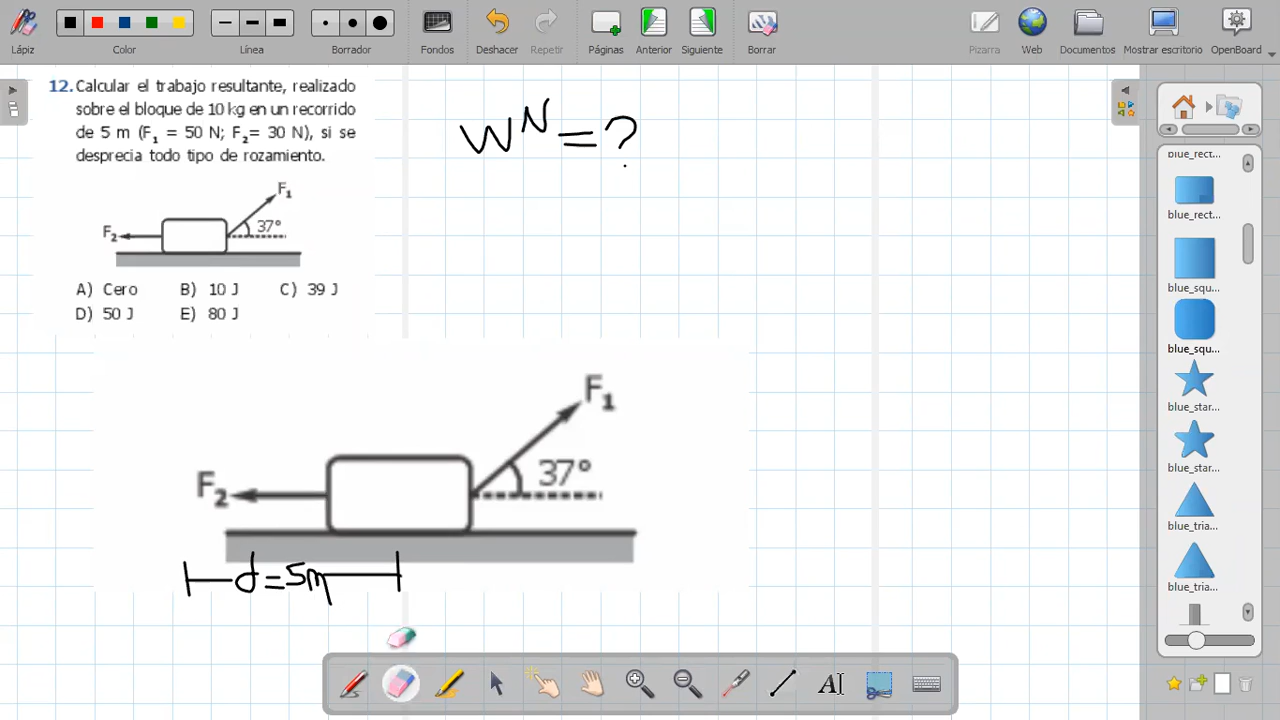 Lápiz Color Línea Borrador Fondos Deshacer Repetir Páginas Anterior Siguiente Borrar Pizarra Web Documentos Mostrar escritorio OpenBoard
12. Calcular el trabajo resultante, realizado
sobre el bloque de 10 kg en un recorrido
de 5 m (F₁ = 50 N; F₂= 30 N), si se
desprecia todo tipo de rozamiento.
F₁
37°
F₂
A) Cero B) 10 J C) 39 J
D) 50 J E) 80 J
W^N = ?
F₁
37°
F₂
d=5m
blue_rect...
blue_rect...
blue_squ...
blue_squ...
blue_star...
blue_star...
blue_tria...
blue_tria...